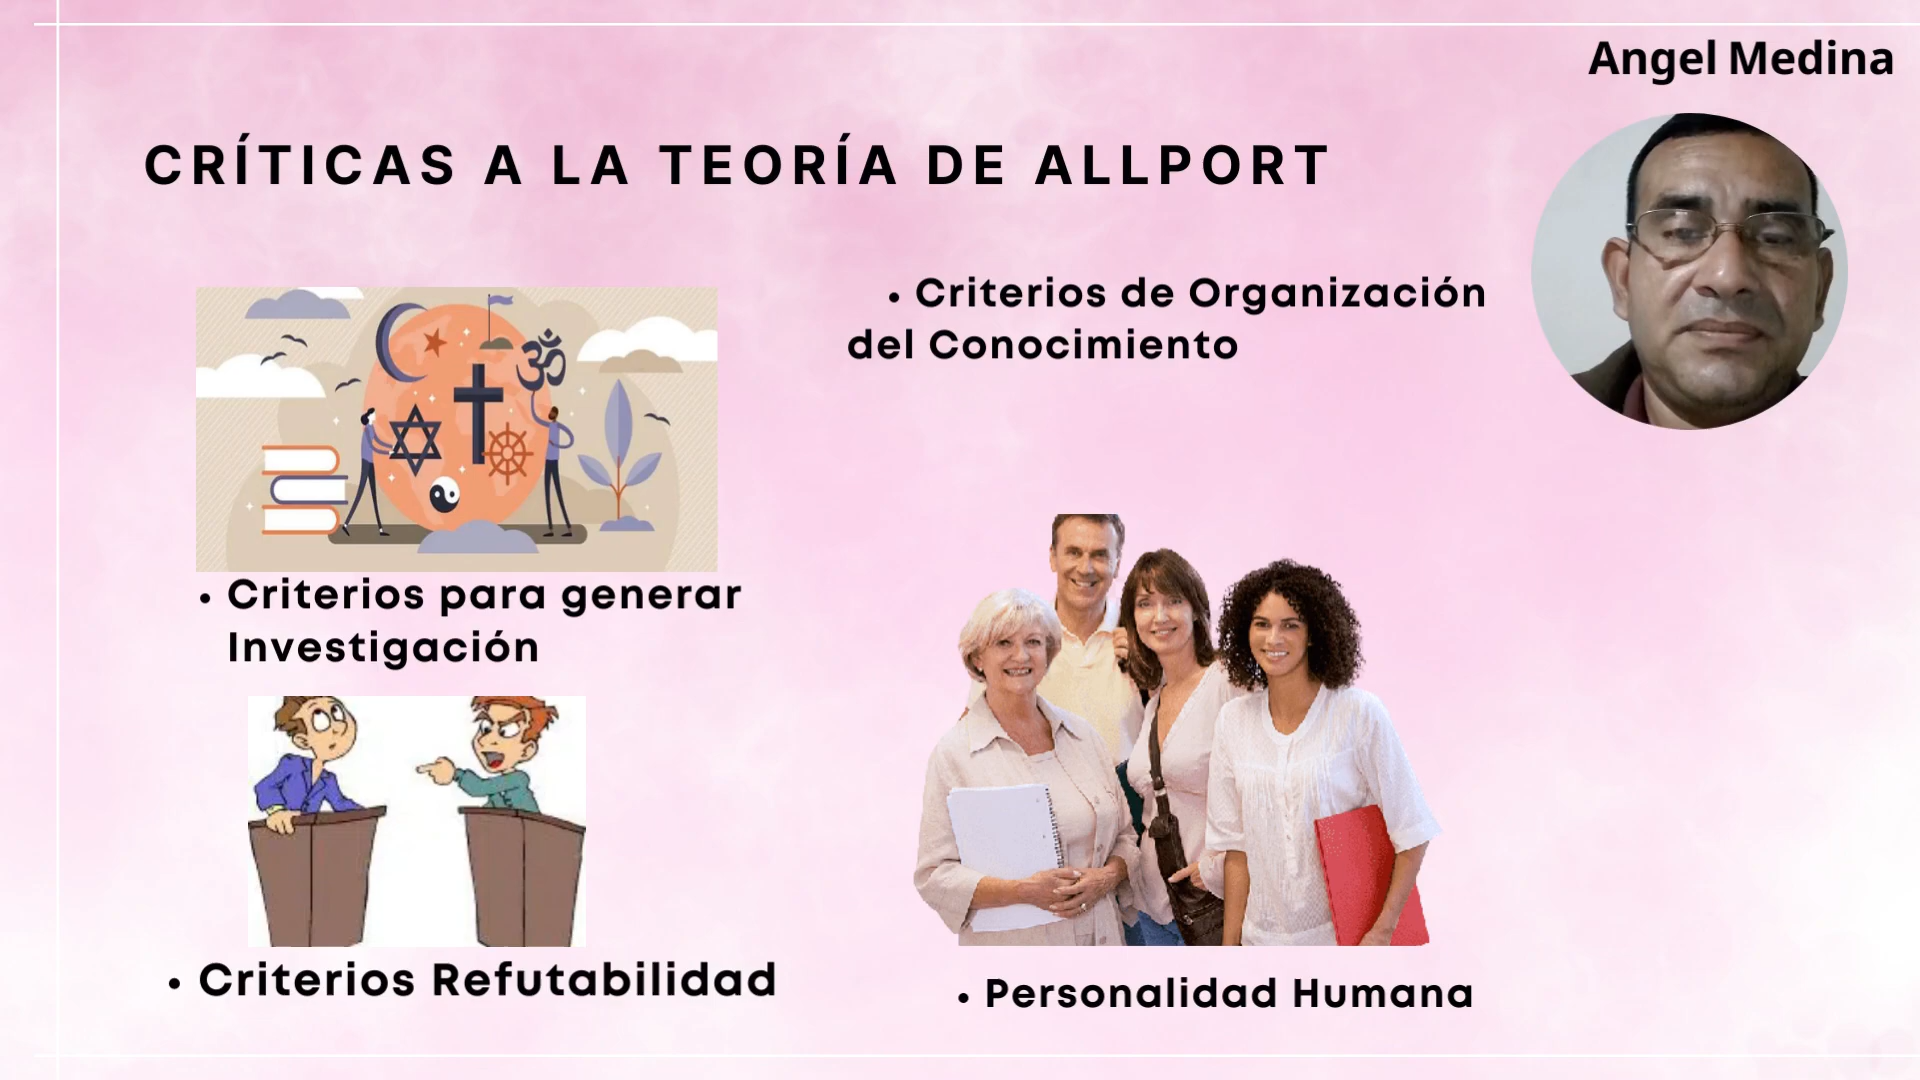 Angel Medina
CRÍTICAS A LA TEORÍA DE ALLPORT
• Criterios de Organización
del Conocimiento
• Criterios para generar
Investigación
• Criterios Refutabilidad
• Personalidad Humana